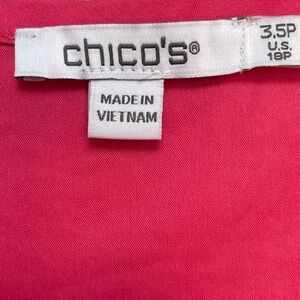 chico's®
3.5P
U.S.
18P
MADE IN
VIETNAM